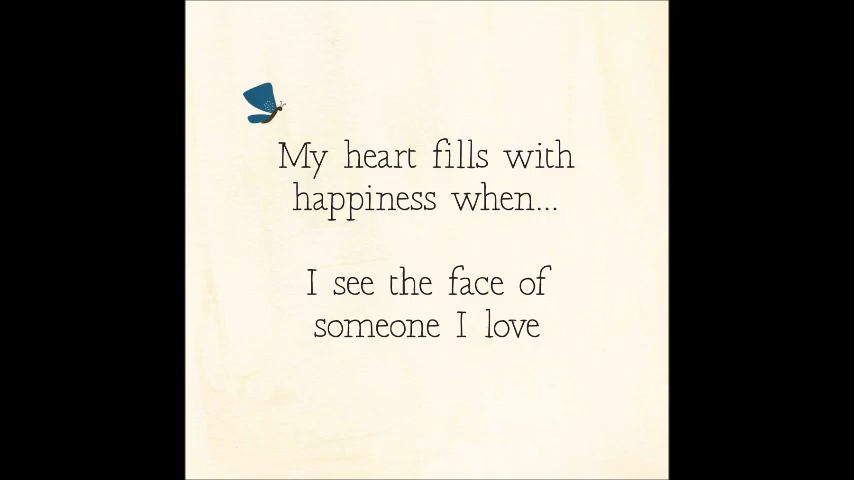 My heart fills with
happiness when...
I see the face of
someone I love